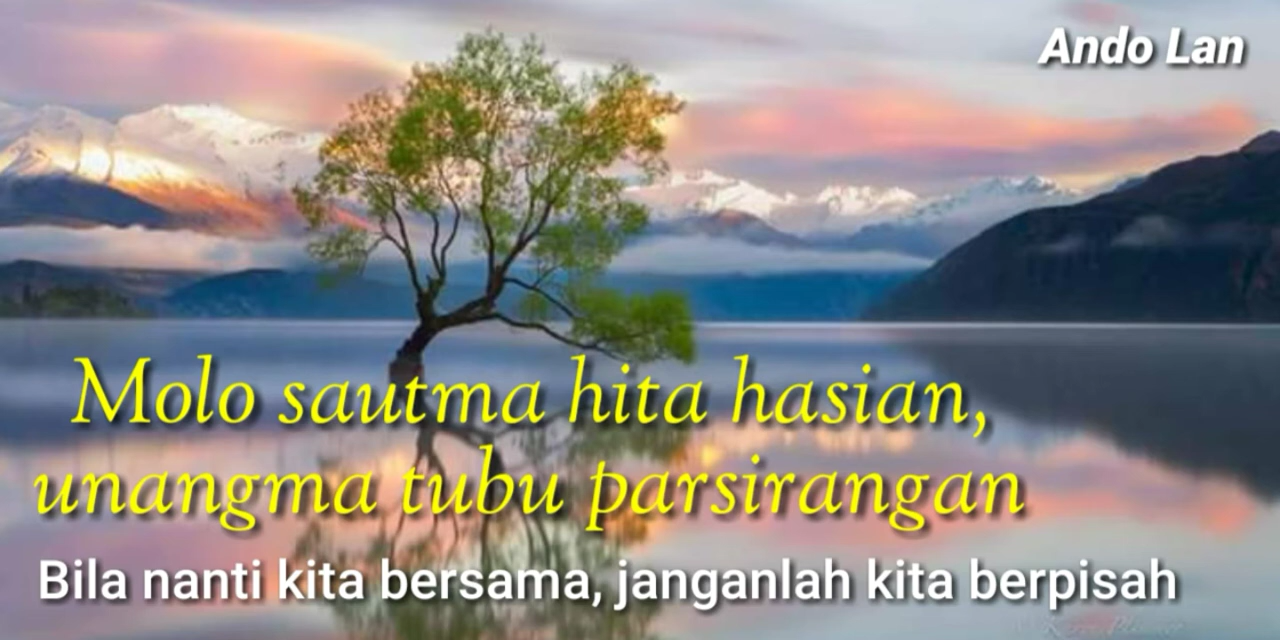 Ando Lan
Molo sautma hita hasian,
unangma tubu parsirangan
Bila nanti kita bersama, janganlah kita berpisah